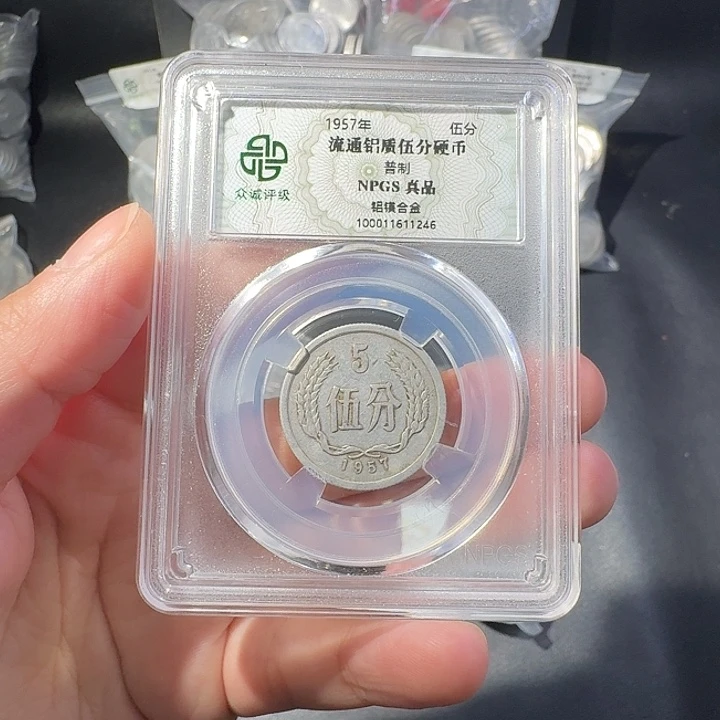 1957年 伍分
流通铝质伍分硬币
普制
众诚评级 NPGS 真品
铝镁合金
100011611246
5
伍分
1957
NPGS